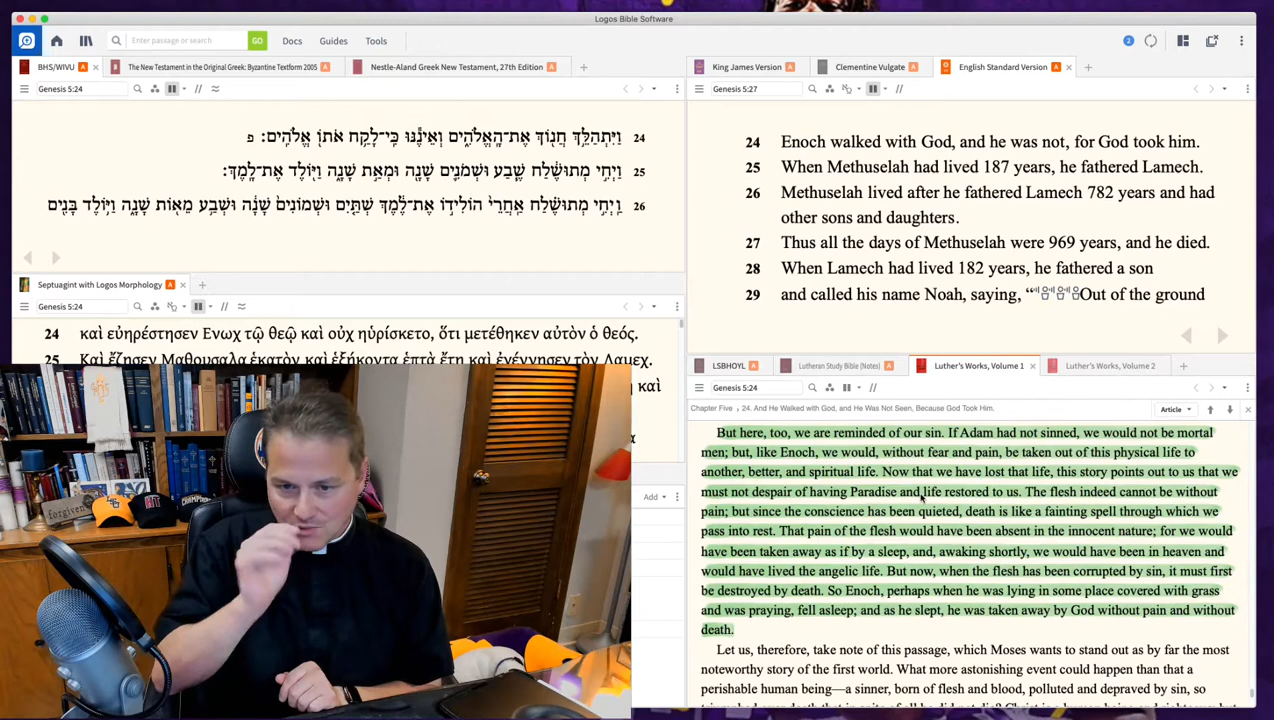 Logos Bible Software
Enter passage or search
GO
Docs
Guides
Tools
2
BHS/WIVU A
The New Testament in the Original Greek: Byzantine Textform 2005 A
Nestle-Aland Greek New Testament, 27th Edition A
Genesis 5:24
24 וַיִּתְהַלֵּ֥ךְ חֲנ֖וֹךְ אֶת־הָֽאֱלֹהִ֑ים וְאֵינֶ֕נּוּ כִּֽי־לָקַ֥ח אֹת֖וֹ אֱלֹהִֽים׃ פ
25 וַֽיְחִ֣י מְתוּשֶׁ֔לַח שֶׁ֧בַע וּשְׁמֹנִ֛ים שָׁנָ֖ה וּמְאַ֣ת שָׁנָ֑ה וַיּ֖וֹלֶד אֶת־לָֽמֶךְ׃
26 וַֽיְחִ֣י מְתוּשֶׁ֗לַח אַֽחֲרֵי֙ הוֹלִיד֣וֹ אֶת־לֶ֔מֶךְ שְׁתַּ֤יִם וּשְׁמוֹנִים֙ שָׁנָ֔ה וּשְׁבַ֥ע מֵא֖וֹת שָׁנָ֑ה וַיּ֥וֹלֶד בָּנִ֖ים
Septuagint with Logos Morphology A
Genesis 5:24
24 καὶ εὐηρέστησεν Ενωχ τῷ θεῷ καὶ οὐχ ηὑρίσκετο, ὅτι μετέθηκεν αὐτὸν ὁ θεός.
25 Καὶ ἔζησεν Μαθουσαλα ἑκατὸν καὶ ἑξήκοντα ἑπτὰ ἔτη καὶ ἐγέννησεν τὸν Λαμεχ.
καὶ
Add
King James Version A
Clementine Vulgate A
English Standard Version A
Genesis 5:27
24 Enoch walked with God, and he was not, for God took him.
25 When Methuselah had lived 187 years, he fathered Lamech.
26 Methuselah lived after he fathered Lamech 782 years and had
other sons and daughters.
27 Thus all the days of Methuselah were 969 years, and he died.
28 When Lamech had lived 182 years, he fathered a son
29 and called his name Noah, saying, “Out of the ground
LSBHOYL A
Lutheran Study Bible (Notes) A
Luther's Works, Volume 1
Luther's Works, Volume 2
Genesis 5:24
Chapter Five › 24. And He Walked with God, and He Was Not Seen, Because God Took Him.
Article
But here, too, we are reminded of our sin. If Adam had not sinned, we would not be mortal
men; but, like Enoch, we would, without fear and pain, be taken out of this physical life to
another, better, and spiritual life. Now that we have lost that life, this story points out to us that we
must not despair of having Paradise and life restored to us. The flesh indeed cannot be without
pain; but since the conscience has been quieted, death is like a fainting spell through which we
pass into rest. That pain of the flesh would have been absent in the innocent nature; for we would
have been taken away as if by a sleep, and, awaking shortly, we would have been in heaven and
would have lived the angelic life. But now, when the flesh has been corrupted by sin, it must first
be destroyed by death. So Enoch, perhaps when he was lying in some place covered with grass
and was praying, fell asleep; and as he slept, he was taken away by God without pain and without
death.
Let us, therefore, take note of this passage, which Moses wants to stand out as by far the most
noteworthy story of the first world. What more astonishing event could happen than that a
perishable human being—a sinner, born of flesh and blood, polluted and depraved by sin, so